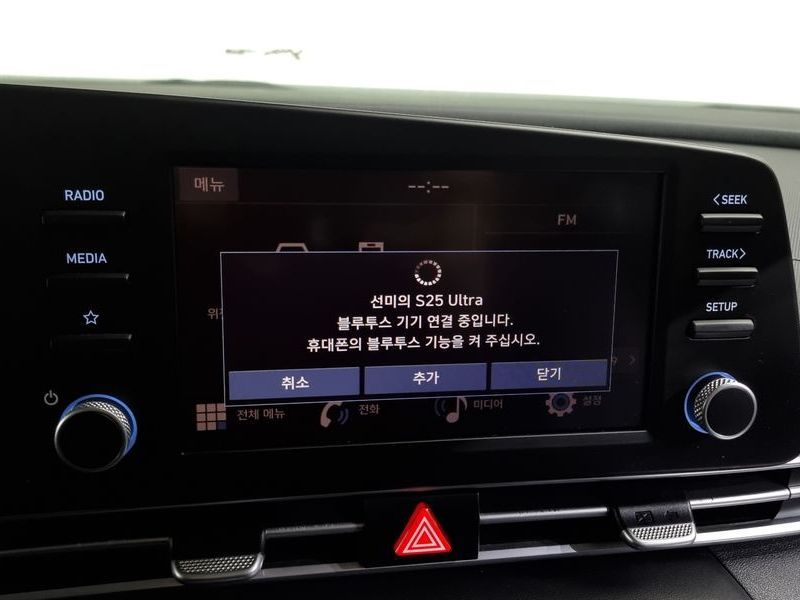 RADIO
MEDIA
메뉴
--:--
FM
선미의 S25 Ultra
블루투스 기기 연결 중입니다.
휴대폰의 블루투스 기능을 켜 주십시오.
취소
추가
닫기
전체 메뉴
전화
미디어
설정
<SEEK
TRACK>
SETUP